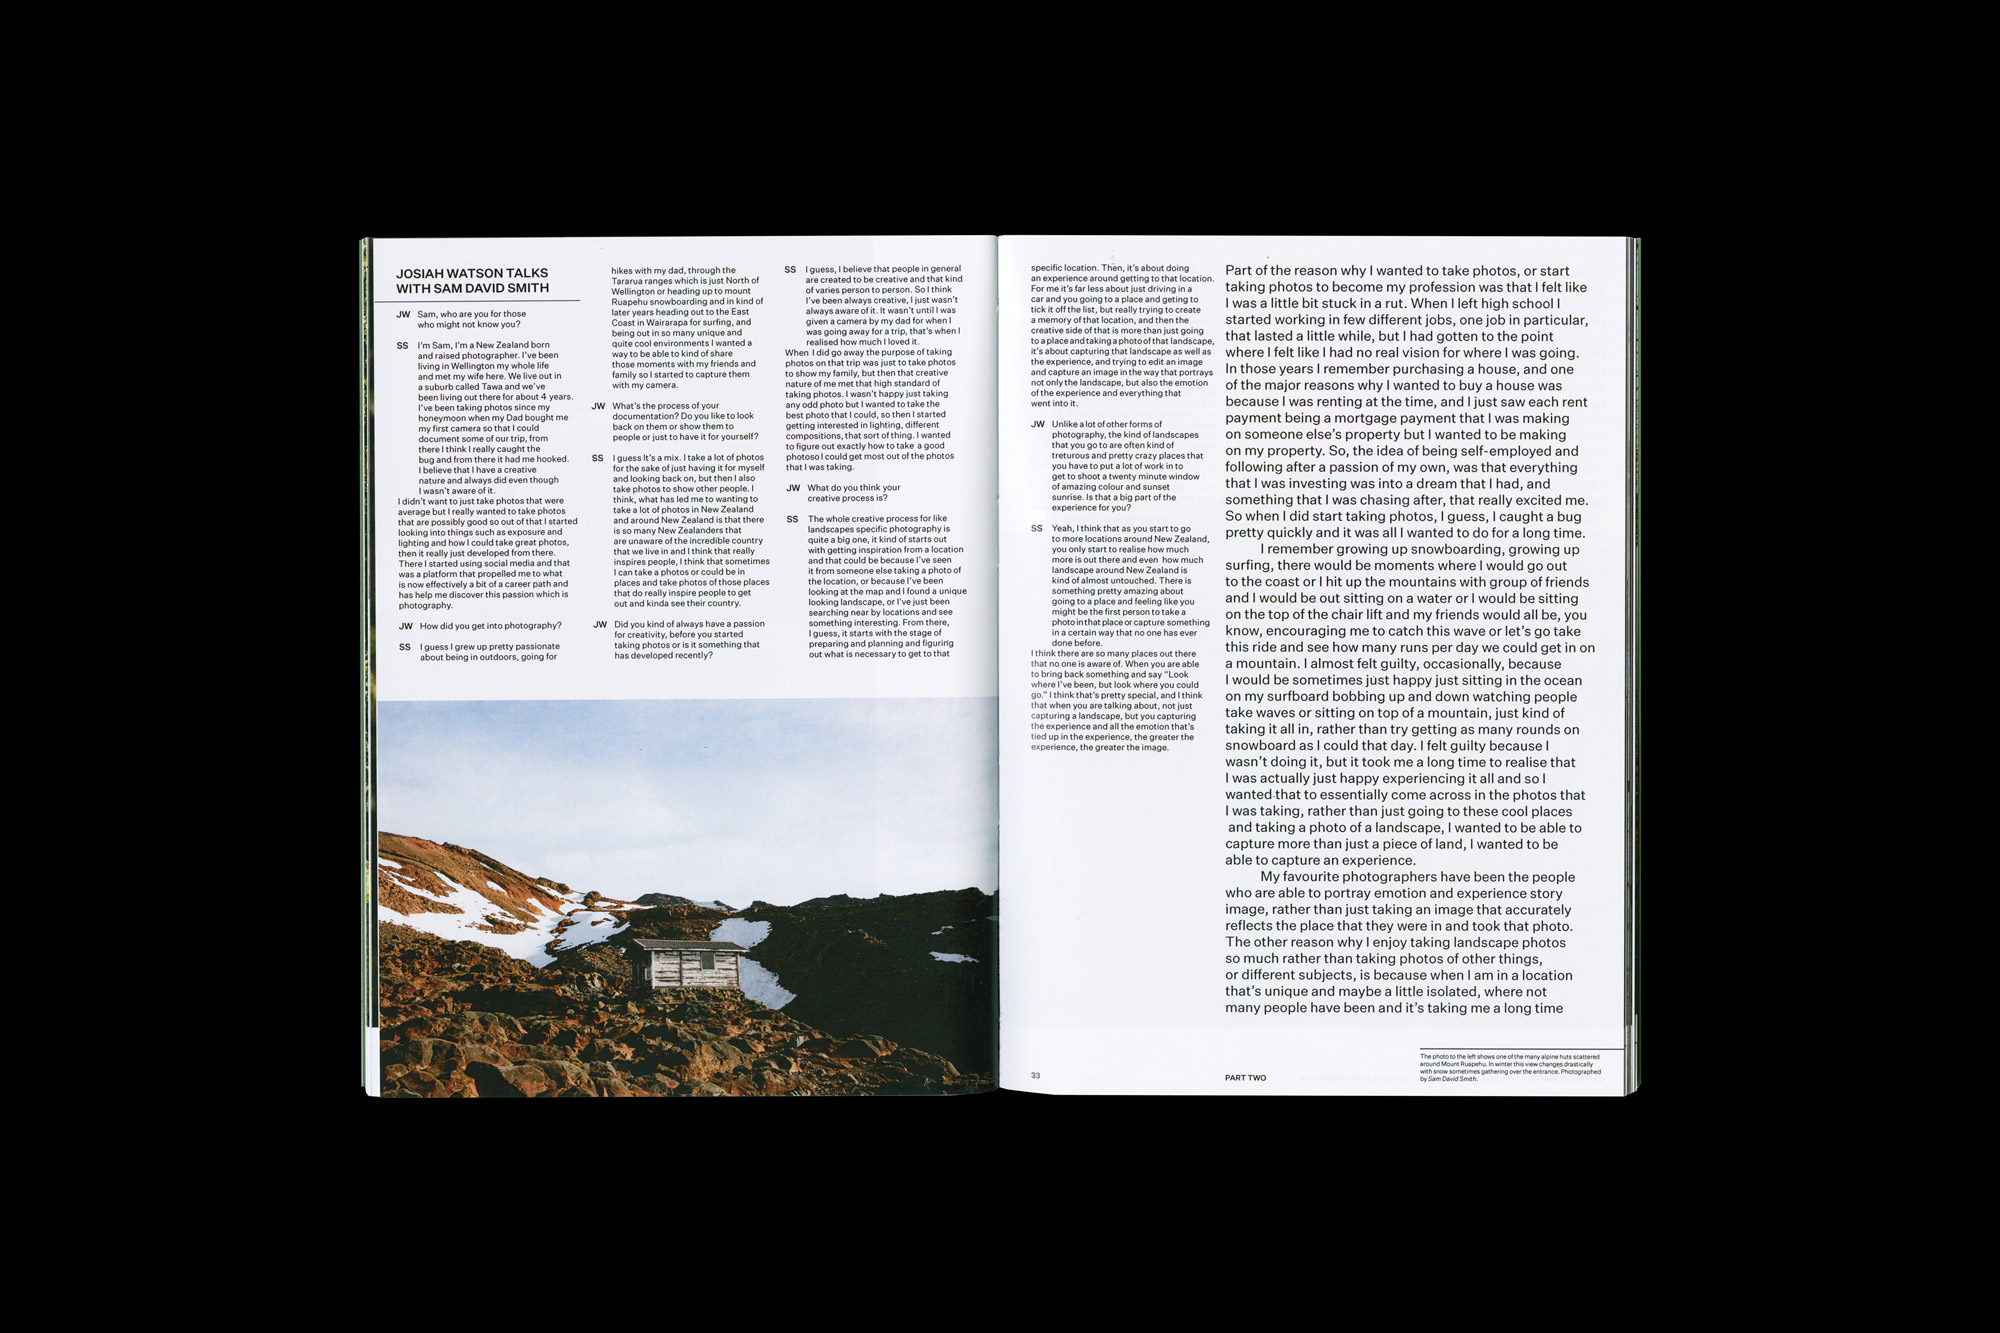 JOSIAH WATSON TALKS
WITH SAM DAVID SMITH
JW Sam, who are you for those
who might not know you?
SS I'm Sam, I'm a New Zealand born
and raised photographer. I've been
living in Wellington my whole life
and met my wife here. We live out in
a suburb called Tawa and we've
been living out there for about 4 years.
I've been taking photos since my
honeymoon when my Dad bought me
my first camera so that I could
document some of our trip, from
there I think I really caught the
bug and from there it had me hooked.
I believe that I have a creative
nature and always did even though
I wasn't aware of it.
I didn't want to just take photos that were
average but I really wanted to take photos
that are possibly good so out of that I started
looking into things such as exposure and
lighting and how I could take great photos,
then it really just developed from there.
There I started using social media and that
was a platform that propelled me to what
is now effectively a bit of a career path and
has help me discover this passion which is
photography.
JW How did you get into photography?
SS I guess I grew up pretty passionate
about being in outdoors, going for
hikes with my dad, through the
Tararua ranges which is just North of
Wellington or heading up to mount
Ruapehu snowboarding and in kind of
later years heading out to the East
Coast in Wairarapa for surfing, and
being out in so many unique and
quite cool environments I wanted a
way to be able to kind of share
those moments with my friends and
family so I started to capture them
with my camera.
JW What's the process of your
documentation? Do you like to look
back on them or show them to
people or just to have it for yourself?
SS I guess It's a mix. I take a lot of photos
for the sake of just having it for myself
and looking back on, but then I also
take photos to show other people. I
think, what has led me to wanting to
take a lot of photos in New Zealand
and around New Zealand is that there
is so many New Zealanders that
are unaware of the incredible country
that we live in and I think that really
inspires people, I think that sometimes
I can take a photos or could be in
places and take photos of those places
that do really inspire people to get
out and kinda see their country.
JW Did you kind of always have a passion
for creativity, before you started
taking photos or is it something that
has developed recently?
SS I guess, I believe that people in general
are created to be creative and that kind
of varies person to person. So I think
I've been always creative, I just wasn't
always aware of it. It wasn't until I was
given a camera by my dad for when I
was going away for a trip, that's when I
realised how much I loved it.
When I did go away the purpose of taking
photos on that trip was just to take photos
to show my family, but then that creative
nature of me met that high standard of
taking photos. I wasn't happy just taking
any odd photo but I wanted to take the
best photo that I could, so then I started
getting interested in lighting, different
compositions, that sort of thing. I wanted
to figure out exactly how to take a good
photoso I could get most out of the photos
that I was taking.
JW What do you think your
creative process is?
SS The whole creative process for like
landscapes specific photography is
quite a big one, it kind of starts out
with getting inspiration from a location
and that could be because I've seen
it from someone else taking a photo of
the location, or because I've been
looking at the map and I found a unique
looking landscape, or I've just been
searching near by locations and see
something interesting. From there,
I guess, it starts with the stage of
preparing and planning and figuring
out what is necessary to get to that
specific location. Then, it's about doing
an experience around getting to that location.
For me it's far less about just driving in a
car and you going to a place and geting to
tick it off the list, but really trying to create
a memory of that location, and then the
creative side of that is more than just going
to a place and taking a photo of that landscape,
it's about capturing that landscape as well as
the experience, and trying to edit an image
and capture an image in the way that portrays
not only the landscape, but also the emotion
of the experience and everything that
went into it.
JW Unlike a lot of other forms of
photography, the kind of landscapes
that you go to are often kind of
treturous and pretty crazy places that
you have to put a lot of work in to
get to shoot a twenty minute window
of amazing colour and sunset
sunrise. Is that a big part of the
experience for you?
SS Yeah, I think that as you start to go
to more locations around New Zealand,
you only start to realise how much
more is out there and even how much
landscape around New Zealand is
kind of almost untouched. There is
something pretty amazing about
going to a place and feeling like you
might be the first person to take a
photo in that place or capture something
in a certain way that no one has ever
done before.
I think there are so many places out there
that no one is aware of. When you are able
to bring back something and say "Look
where I've been, but look where you could
go." I think that's pretty special, and I think
that when you are talking about, not just
capturing a landscape, but you capturing
the experience and all the emotion that's
tied up in the experience, the greater the
experience, the greater the image.
Part of the reason why I wanted to take photos, or start
taking photos to become my profession was that I felt like
I was a little bit stuck in a rut. When I left high school I
started working in few different jobs, one job in particular,
that lasted a little while, but I had gotten to the point
where I felt like I had no real vision for where I was going.
In those years I remember purchasing a house, and one
of the major reasons why I wanted to buy a house was
because I was renting at the time, and I just saw each rent
payment being a mortgage payment that I was making
on someone else's property but I wanted to be making
on my property. So, the idea of being self-employed and
following after a passion of my own, was that everything
that I was investing was into a dream that I had, and
something that I was chasing after, that really excited me.
So when I did start taking photos, I guess, I caught a bug
pretty quickly and it was all I wanted to do for a long time.
I remember growing up snowboarding, growing up
surfing, there would be moments where I would go out
to the coast or I hit up the mountains with group of friends
and I would be out sitting on a water or I would be sitting
on the top of the chair lift and my friends would all be, you
know, encouraging me to catch this wave or let's go take
this ride and see how many runs per day we could get in on
a mountain. I almost felt guilty, occasionally, because
I would be sometimes just happy just sitting in the ocean
on my surfboard bobbing up and down watching people
take waves or sitting on top of a mountain, just kind of
taking it all in, rather than try getting as many rounds on
snowboard as I could that day. I felt guilty because I
wasn't doing it, but it took me a long time to realise that
I was actually just happy experiencing it all and so I
wanted that to essentially come across in the photos that
I was taking, rather than just going to these cool places
and taking a photo of a landscape, I wanted to be able to
capture more than just a piece of land, I wanted to be
able to capture an experience.
My favourite photographers have been the people
who are able to portray emotion and experience story
image, rather than just taking an image that accurately
reflects the place that they were in and took that photo.
The other reason why I enjoy taking landscape photos
so much rather than taking photos of other things,
or different subjects, is because when I am in a location
that's unique and maybe a little isolated, where not
many people have been and it's taking me a long time
The photo to the left shows one of the many alpine huts scattered
around Mount Ruapehu. In winter this view changes drastically
with snow sometimes gathering over the entrance. Photographed
by Sam David Smith.
33
PART TWO